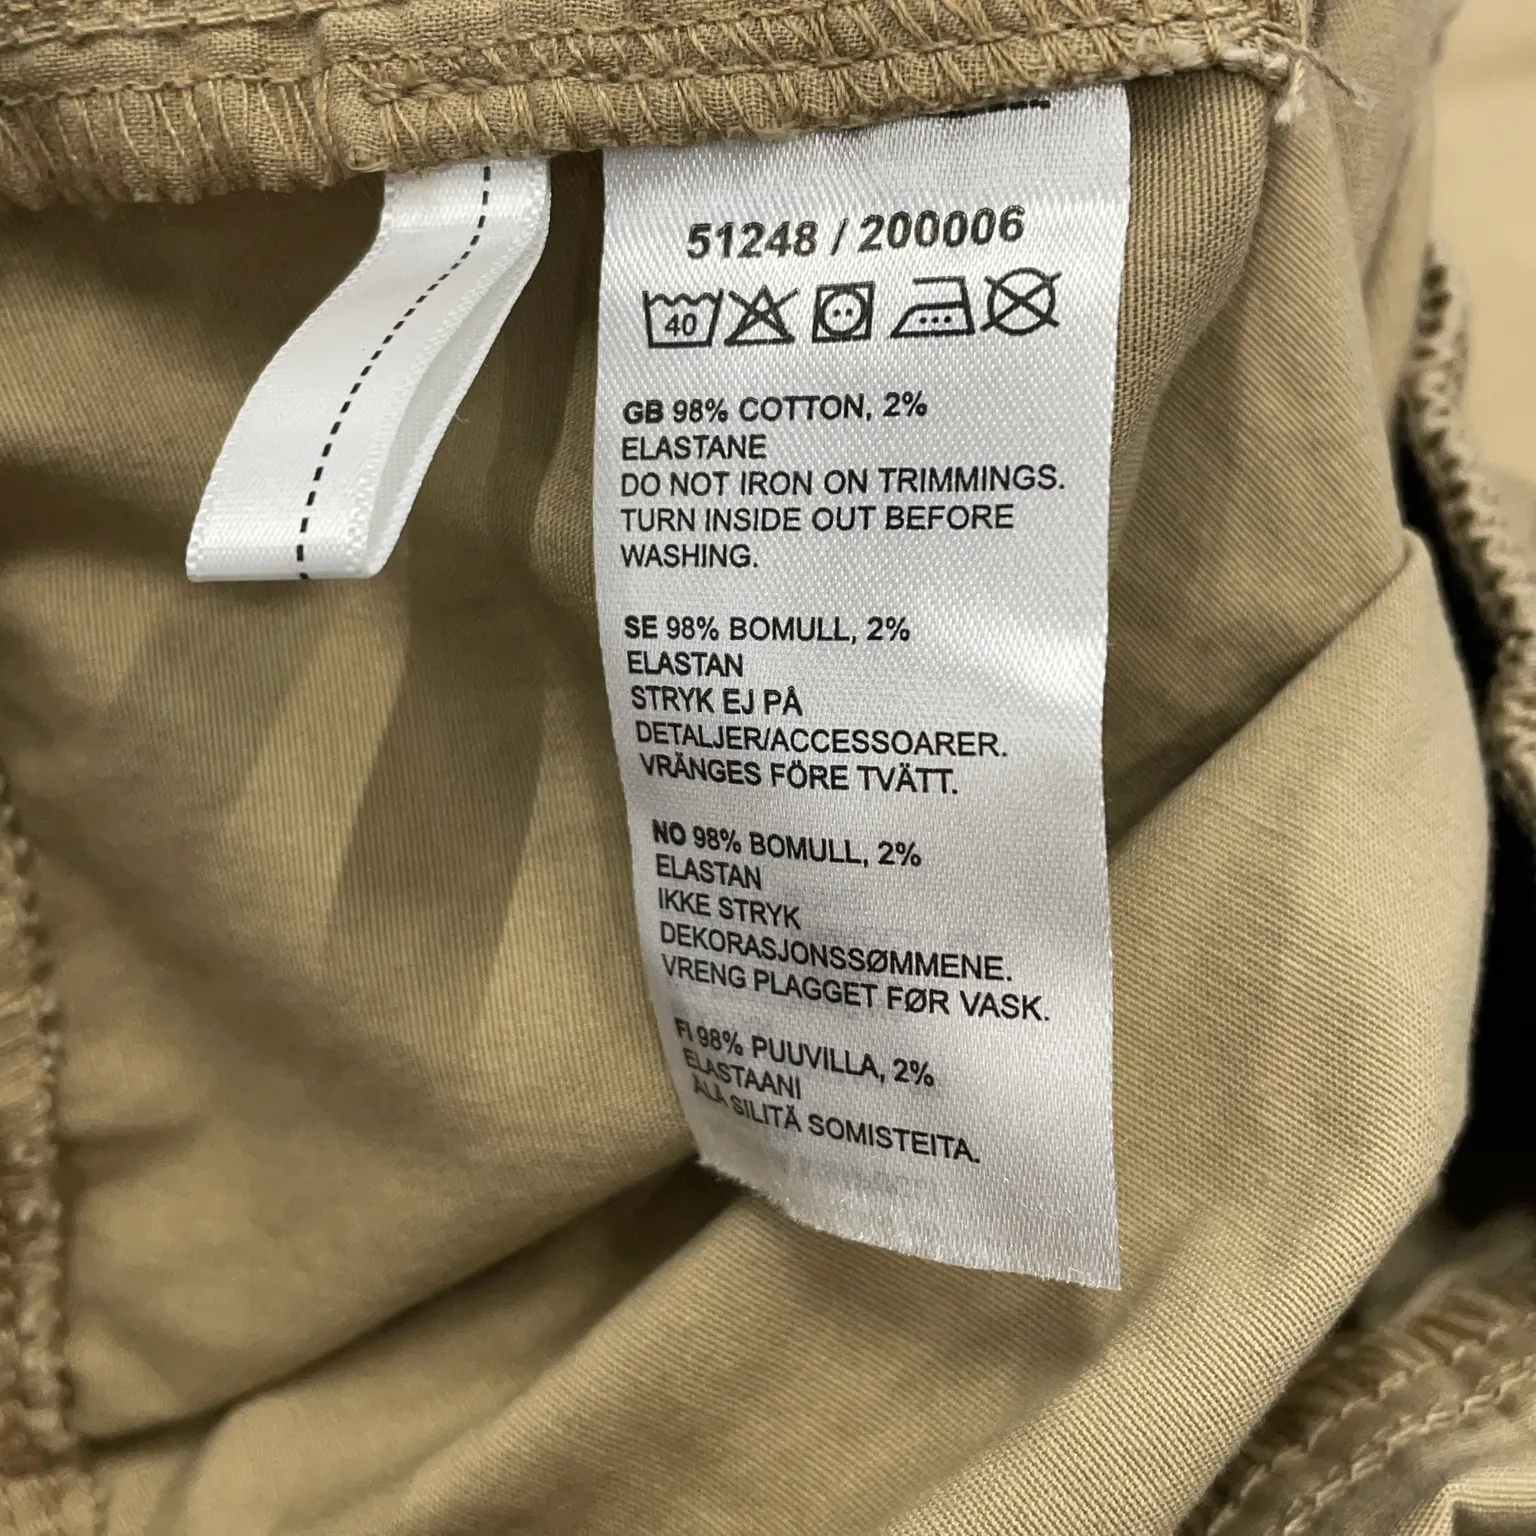 51248 / 200006
40
GB 98% COTTON, 2%
ELASTANE
DO NOT IRON ON TRIMMINGS.
TURN INSIDE OUT BEFORE
WASHING.
SE 98% BOMULL, 2%
ELASTAN
STRYK EJ PÅ
DETALJER/ACCESSOARER.
VRÄNGES FÖRE TVÄTT.
NO 98% BOMULL, 2%
ELASTAN
IKKE STRYK
DEKORASJONSSØMMENE.
VRENG PLAGGET FØR VASK.
FI 98% PUUVILLA, 2%
ELASTAANI
ÄLÄ SILITÄ SOMISTEITA.